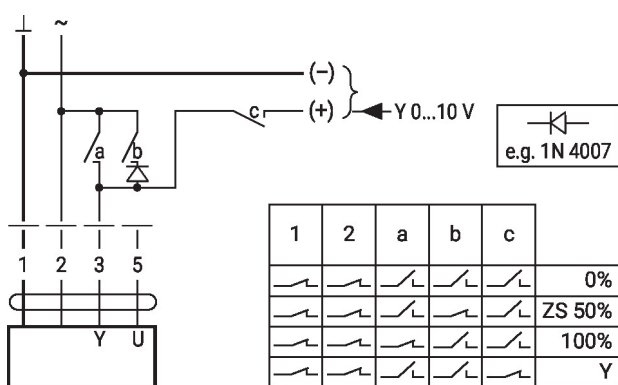 ⊥ ~
(–)
c (+) Y 0...10 V
a b
e.g. 1N 4007
1 2 3 5
Y U
1 2 a b c
0%
ZS 50%
100%
Y